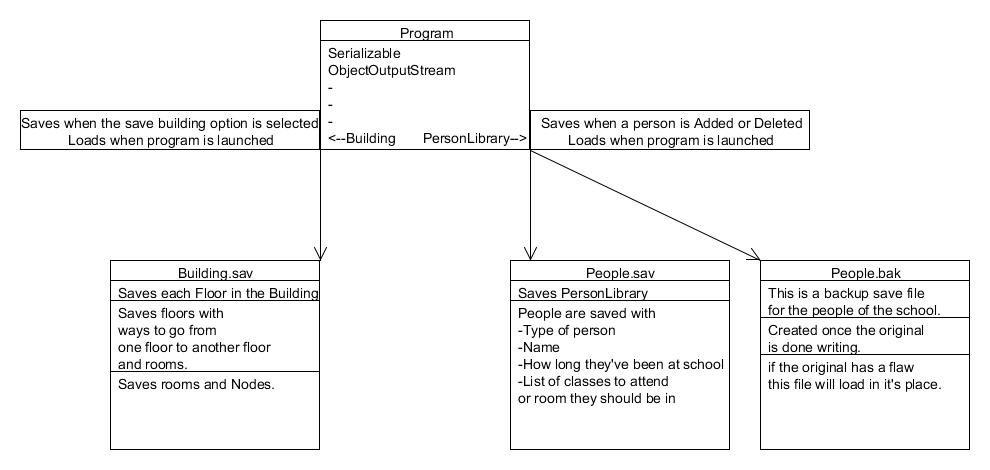 Program
Serializable
ObjectOutputStream
-
-
-
<--Building PersonLibrary-->
Saves when the save building option is selected
Loads when program is launched
Saves when a person is Added or Deleted
Loads when program is launched
Building.sav
Saves each Floor in the Building
Saves floors with
ways to go from
one floor to another floor
and rooms.
Saves rooms and Nodes.
People.sav
Saves PersonLibrary
People are saved with
-Type of person
-Name
-How long they've been at school
-List of classes to attend
or room they should be in
People.bak
This is a backup save file
for the people of the school.
Created once the original
is done writing.
if the original has a flaw
this file will load in it's place.